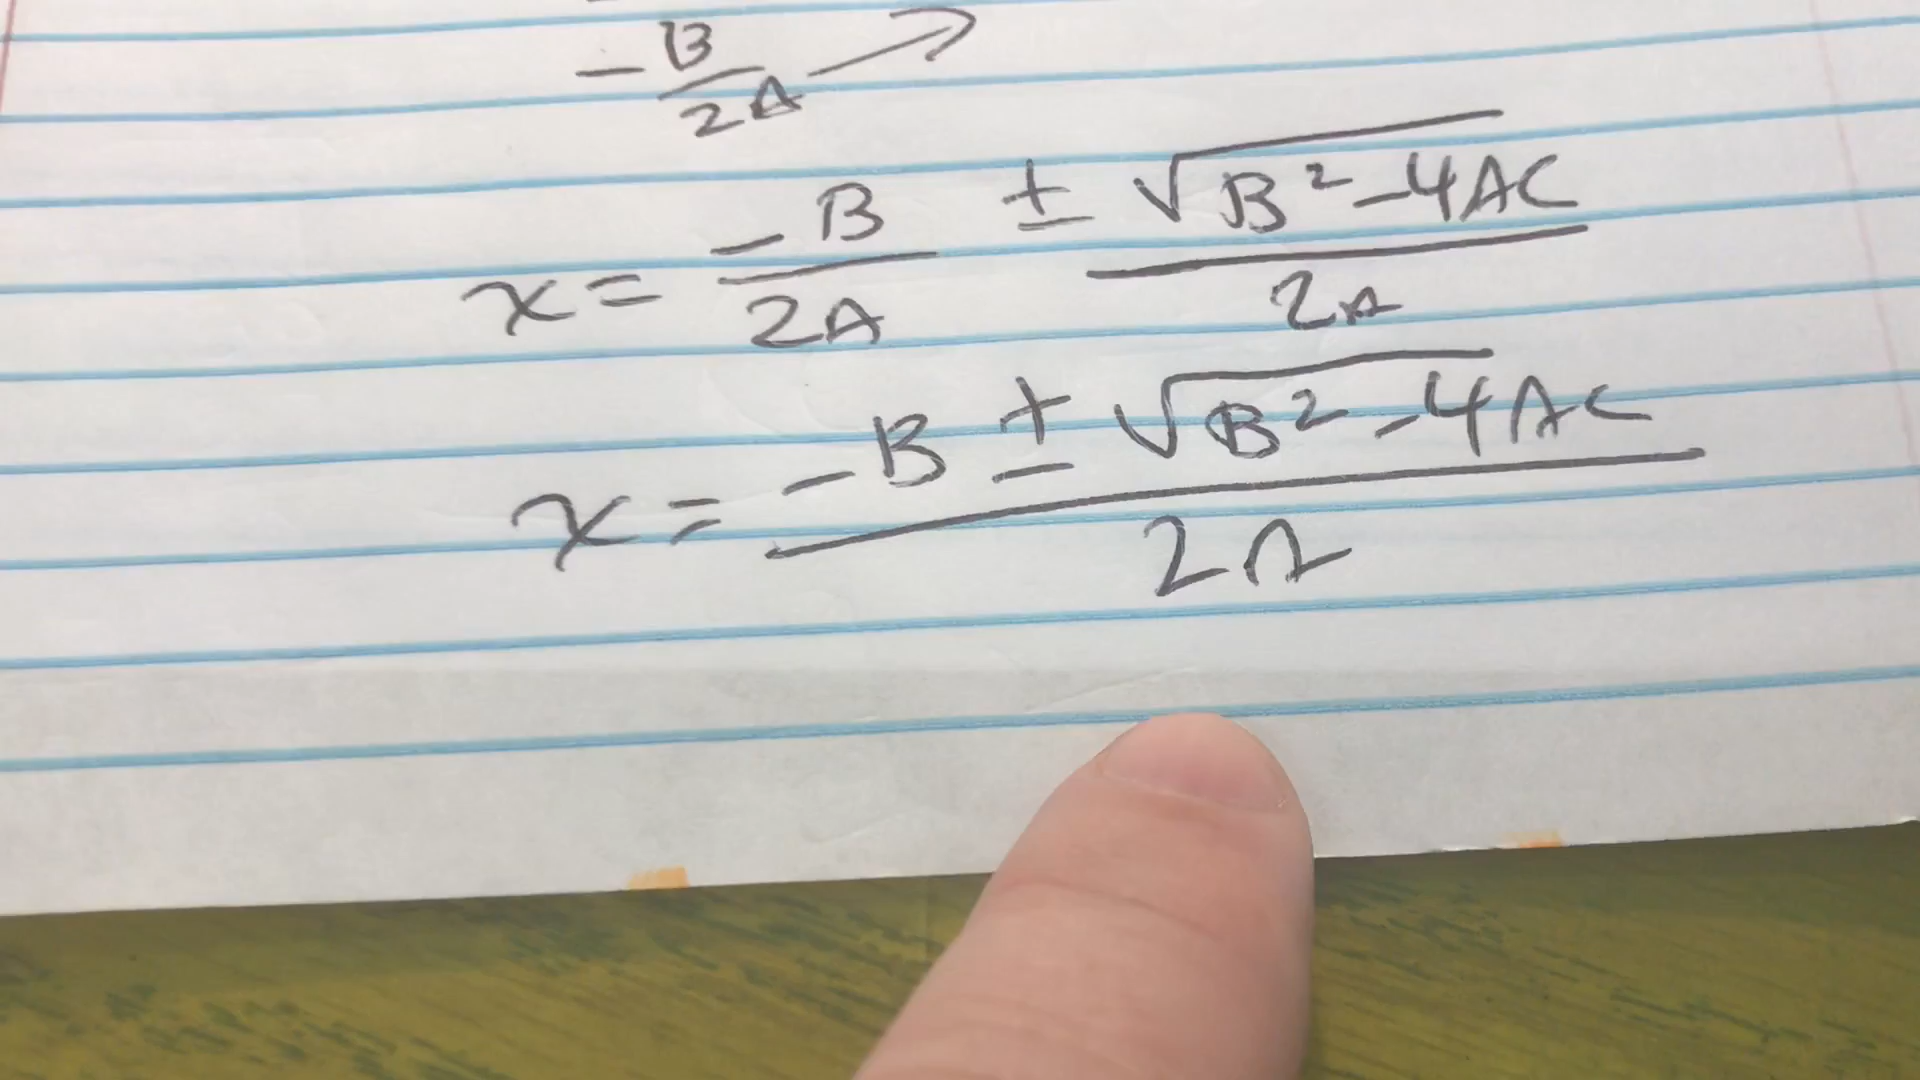 -B/2A →
x = -B/2A ± √B² - 4AC/2A
x = -B ± √B² - 4AC/2A